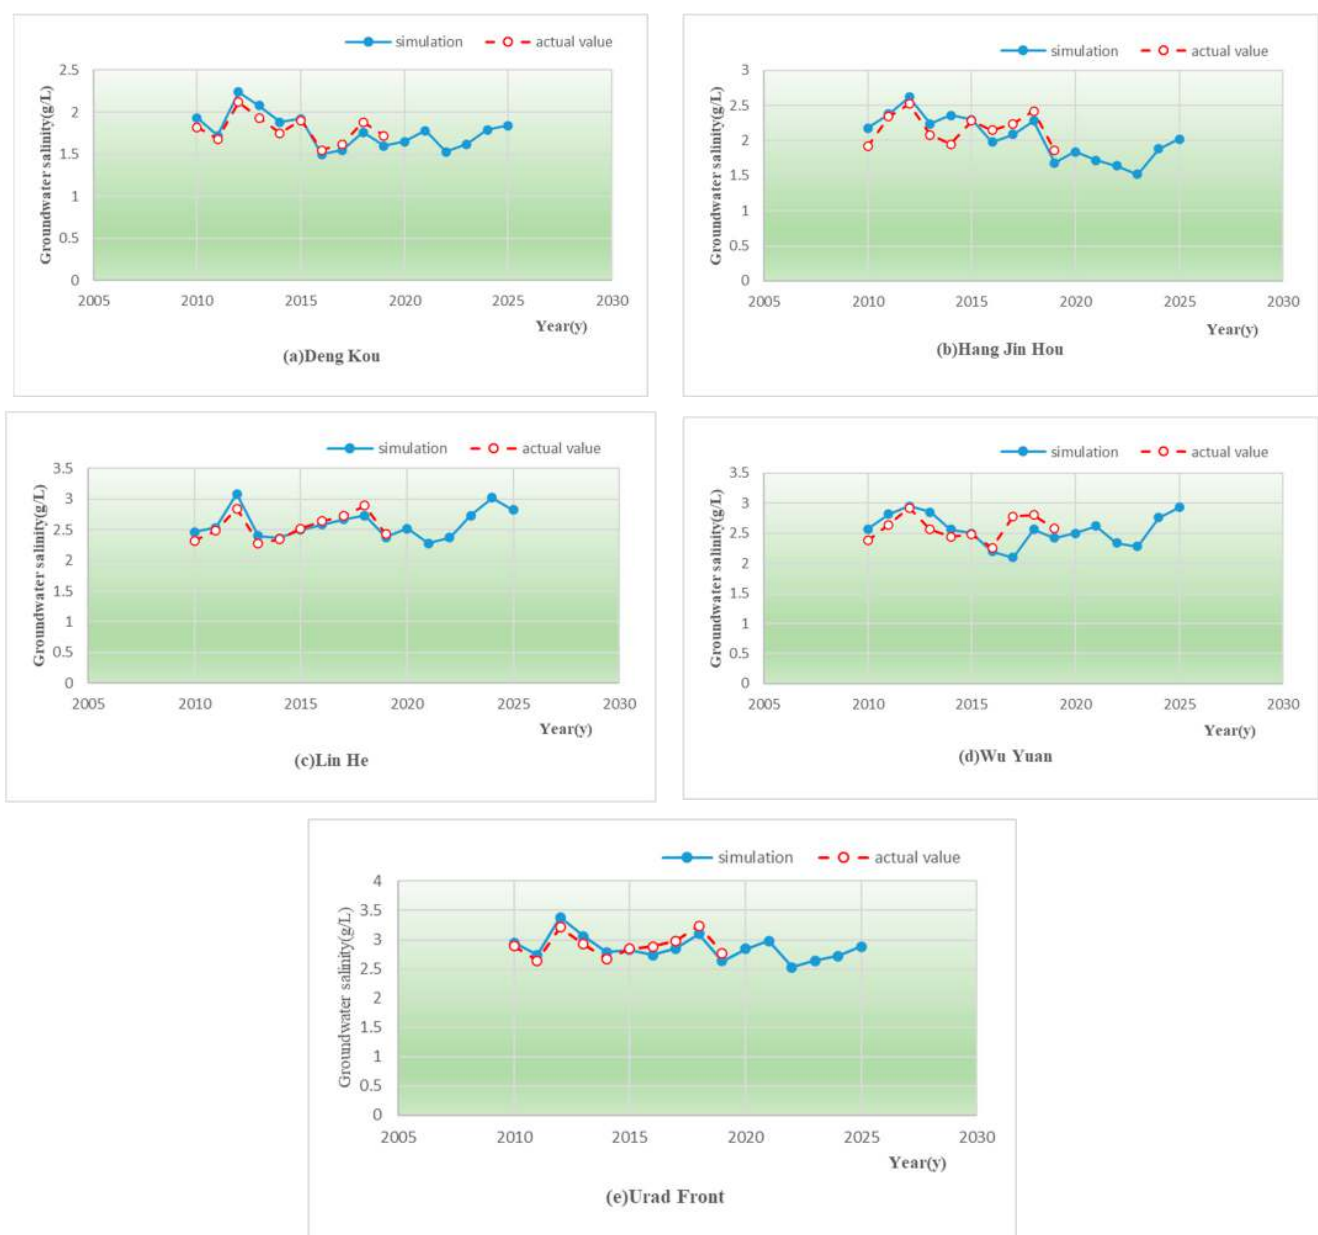 simulation actual value
2.5
2
1.5
1
0.5
0
Groundwater salinity(g/L)
2005 2010 2015 2020 2025 2030
Year(y)
(a)Deng Kou
simulation actual value
3
2.5
2
1.5
1
0.5
0
Groundwater salinity(g/L)
2005 2010 2015 2020 2025 2030
Year(y)
(b)Hang Jin Hou
simulation actual value
3.5
3
2.5
2
1.5
1
0.5
0
Groundwater salinity(g/L)
2005 2010 2015 2020 2025 2030
Year(y)
(c)Lin He
simulation actual value
3.5
3
2.5
2
1.5
1
0.5
0
Groundwater salinity(g/L)
2005 2010 2015 2020 2025 2030
Year(y)
(d)Wu Yuan
simulation actual value
4
3.5
3
2.5
2
1.5
1
0.5
0
Groundwater salinity(g/L)
2005 2010 2015 2020 2025 2030
Year(y)
(e)Urad Front